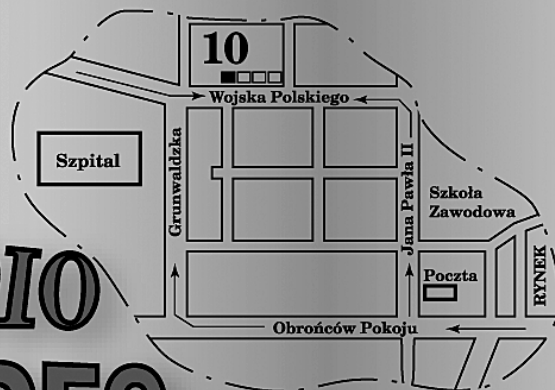 10
Wojska Polskiego
Grunwaldzka
Szpital
Jana Pawła II
Szkoła
Zawodowa
Poczta
RYNEK
Obrońców Pokoju